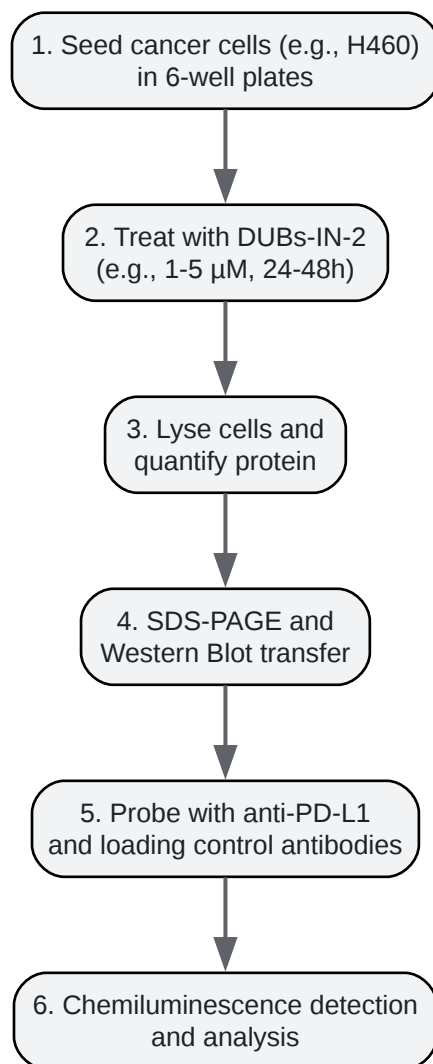 1. Seed cancer cells (e.g., H460)
in 6-well plates
2. Treat with DUBs-IN-2
(e.g., 1-5 µM, 24-48h)
3. Lyse cells and
quantify protein
4. SDS-PAGE and
Western Blot transfer
5. Probe with anti-PD-L1
and loading control antibodies
6. Chemiluminescence detection
and analysis